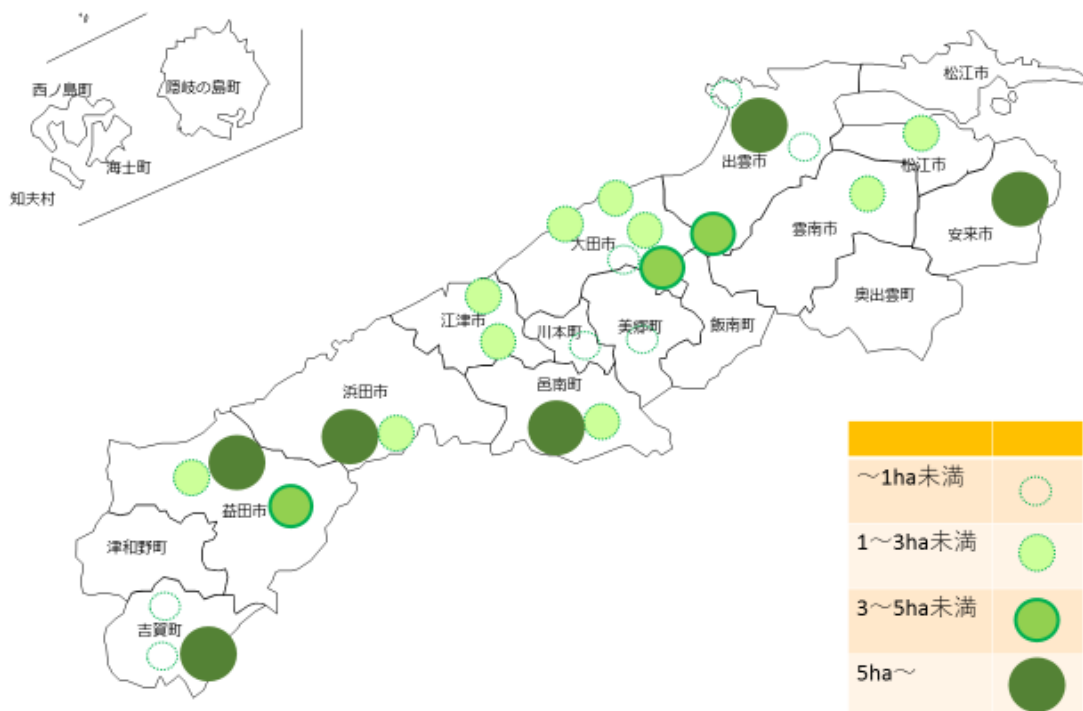 西ノ島町
隠岐の島町
海士町
知夫村
松江市
出雲市
松江市
雲南市
安来市
大田市
奥出雲町
江津市
川本町
美郷町
飯南町
浜田市
邑南町
益田市
津和野町
吉賀町
～1ha未満
1～3ha未満
3～5ha未満
5ha～